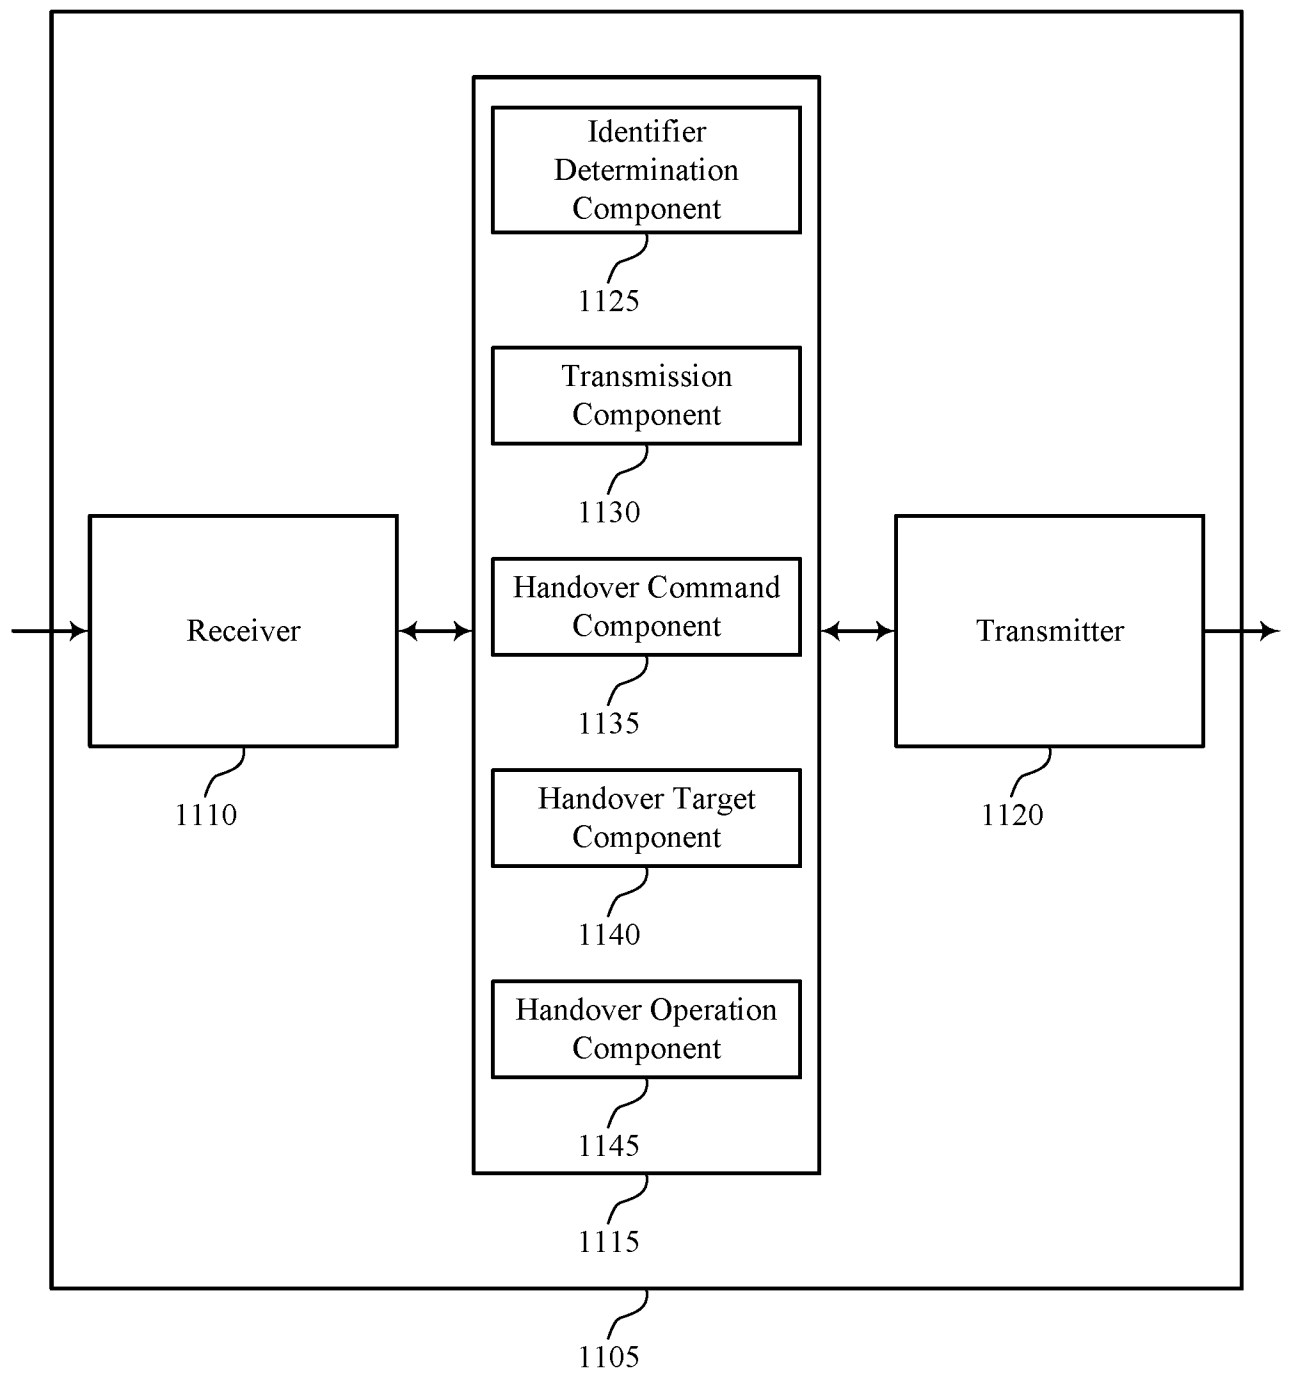 Identifier
Determination
Component
1125
Transmission
Component
1130
Receiver
1110
Handover Command
Component
1135
Transmitter
1120
Handover Target
Component
1140
Handover Operation
Component
1145
1115
1105